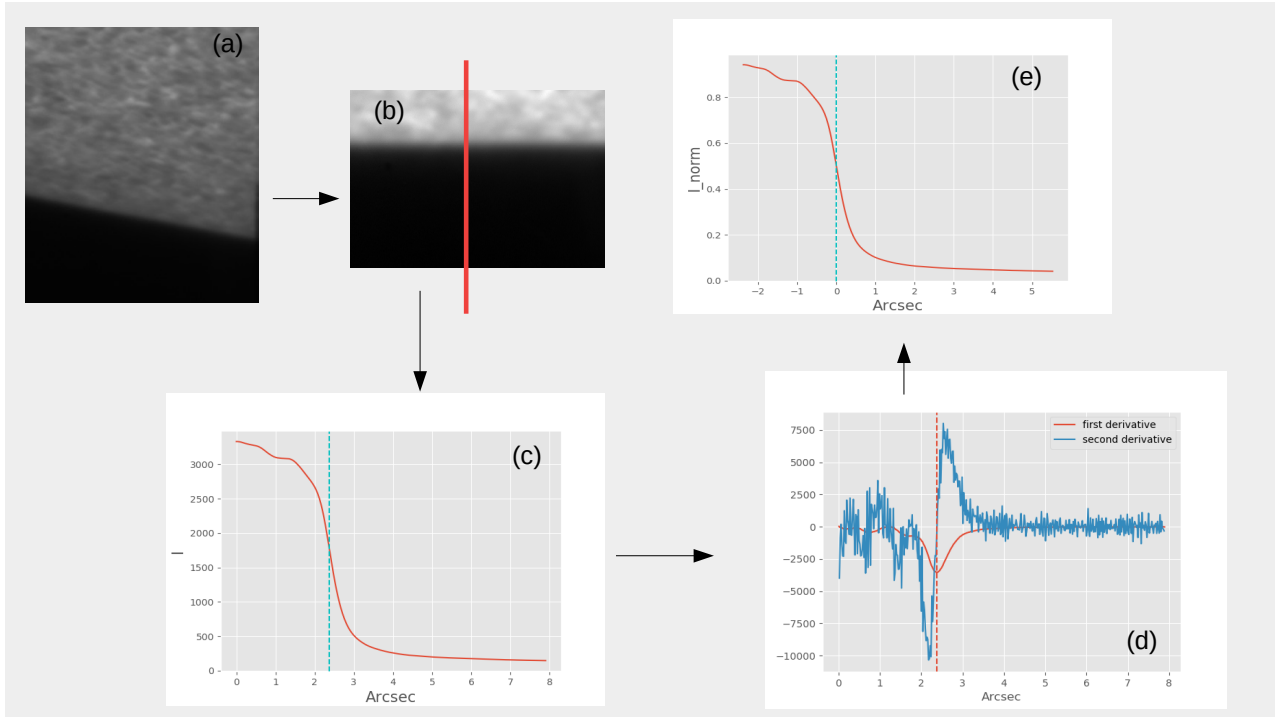 (a)
(b)
(c)
3000
2500
2000
1500
1000
500
0
I
0 1 2 3 4 5 6 7 8
Arcsec
first derivative
second derivative
7500
5000
2500
0
−2500
−5000
−7500
−10000
(d)
0 1 2 3 4 5 6 7 8
Arcsec
(e)
0.8
0.6
0.4
0.2
0.0
I_norm
−2 −1 0 1 2 3 4 5
Arcsec